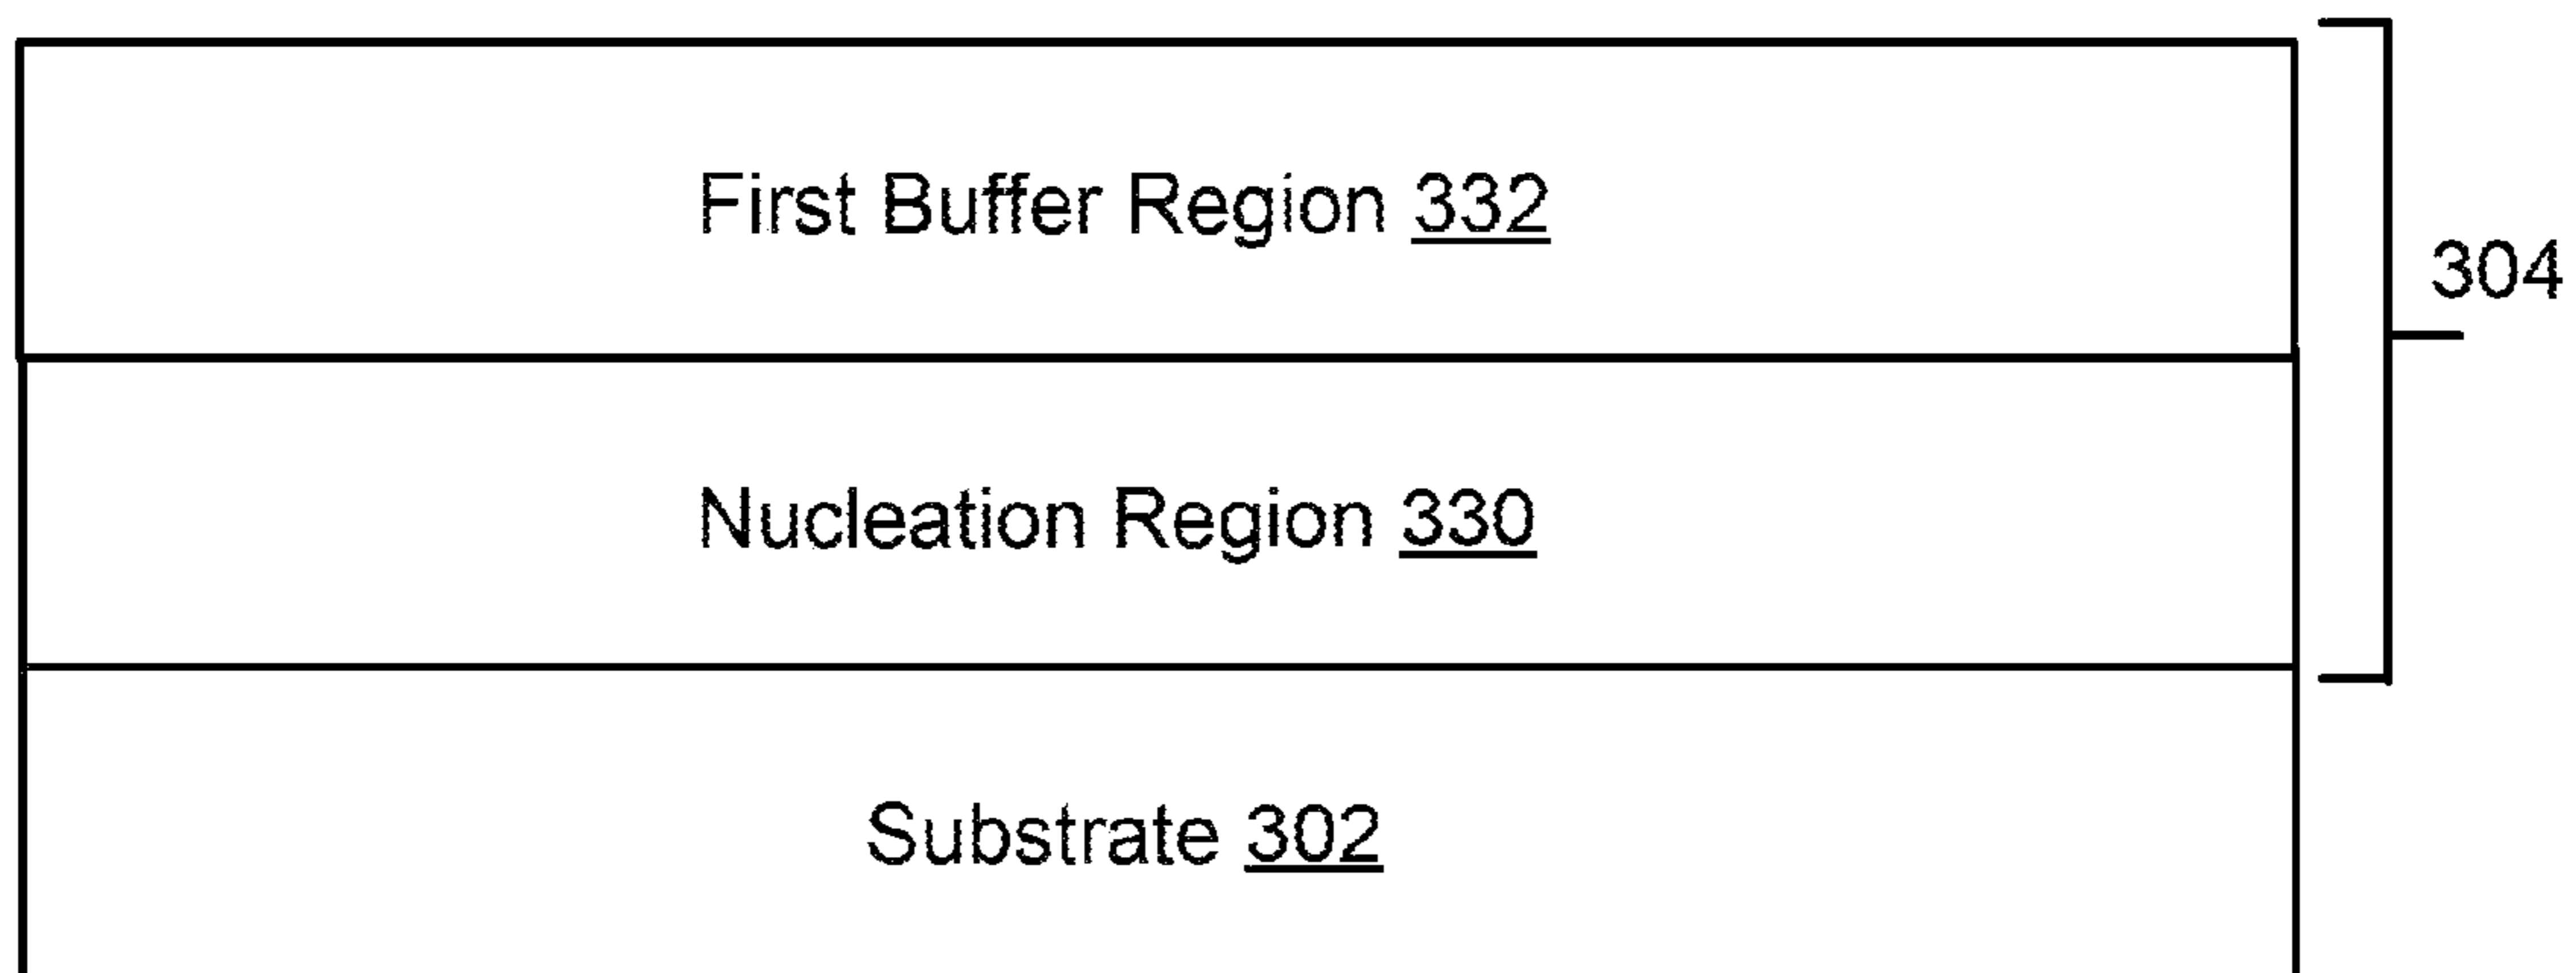 First Buffer Region 332
304
Nucleation Region 330
Substrate 302